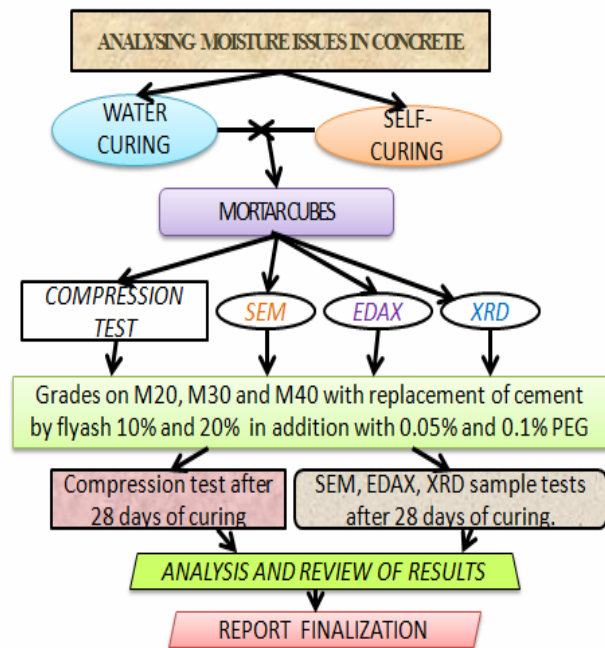 ANALYSING MOISTURE ISSUES IN CONCRETE
WATER
CURING
SELF-
CURING
MORTAR CUBES
COMPRESSION
TEST
SEM
EDAX
XRD
Grades on M20, M30 and M40 with replacement of cement
by flyash 10% and 20% in addition with 0.05% and 0.1% PEG
Compression test after
28 days of curing
SEM, EDAX, XRD sample tests
after 28 days of curing.
ANALYSIS AND REVIEW OF RESULTS
REPORT FINALIZATION